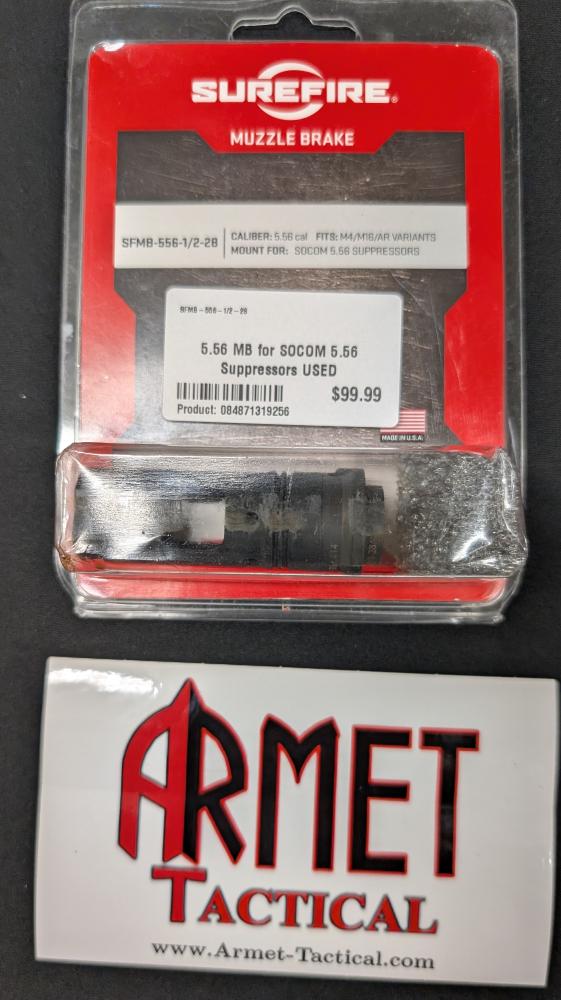 SUREFIRE®
MUZZLE BRAKE
SFMB-556-1/2-28
CALIBER: 5.56 cal FITS: M4/M16/AR VARIANTS
MOUNT FOR: SOCOM 5.56 SUPPRESSORS
SFMB-556-1/2-28
5.56 MB for SOCOM 5.56
Suppressors USED
$99.99
Product: 084871319256
MADE IN U.S.A.
ARMET
TACTICAL
www.Armet-Tactical.com